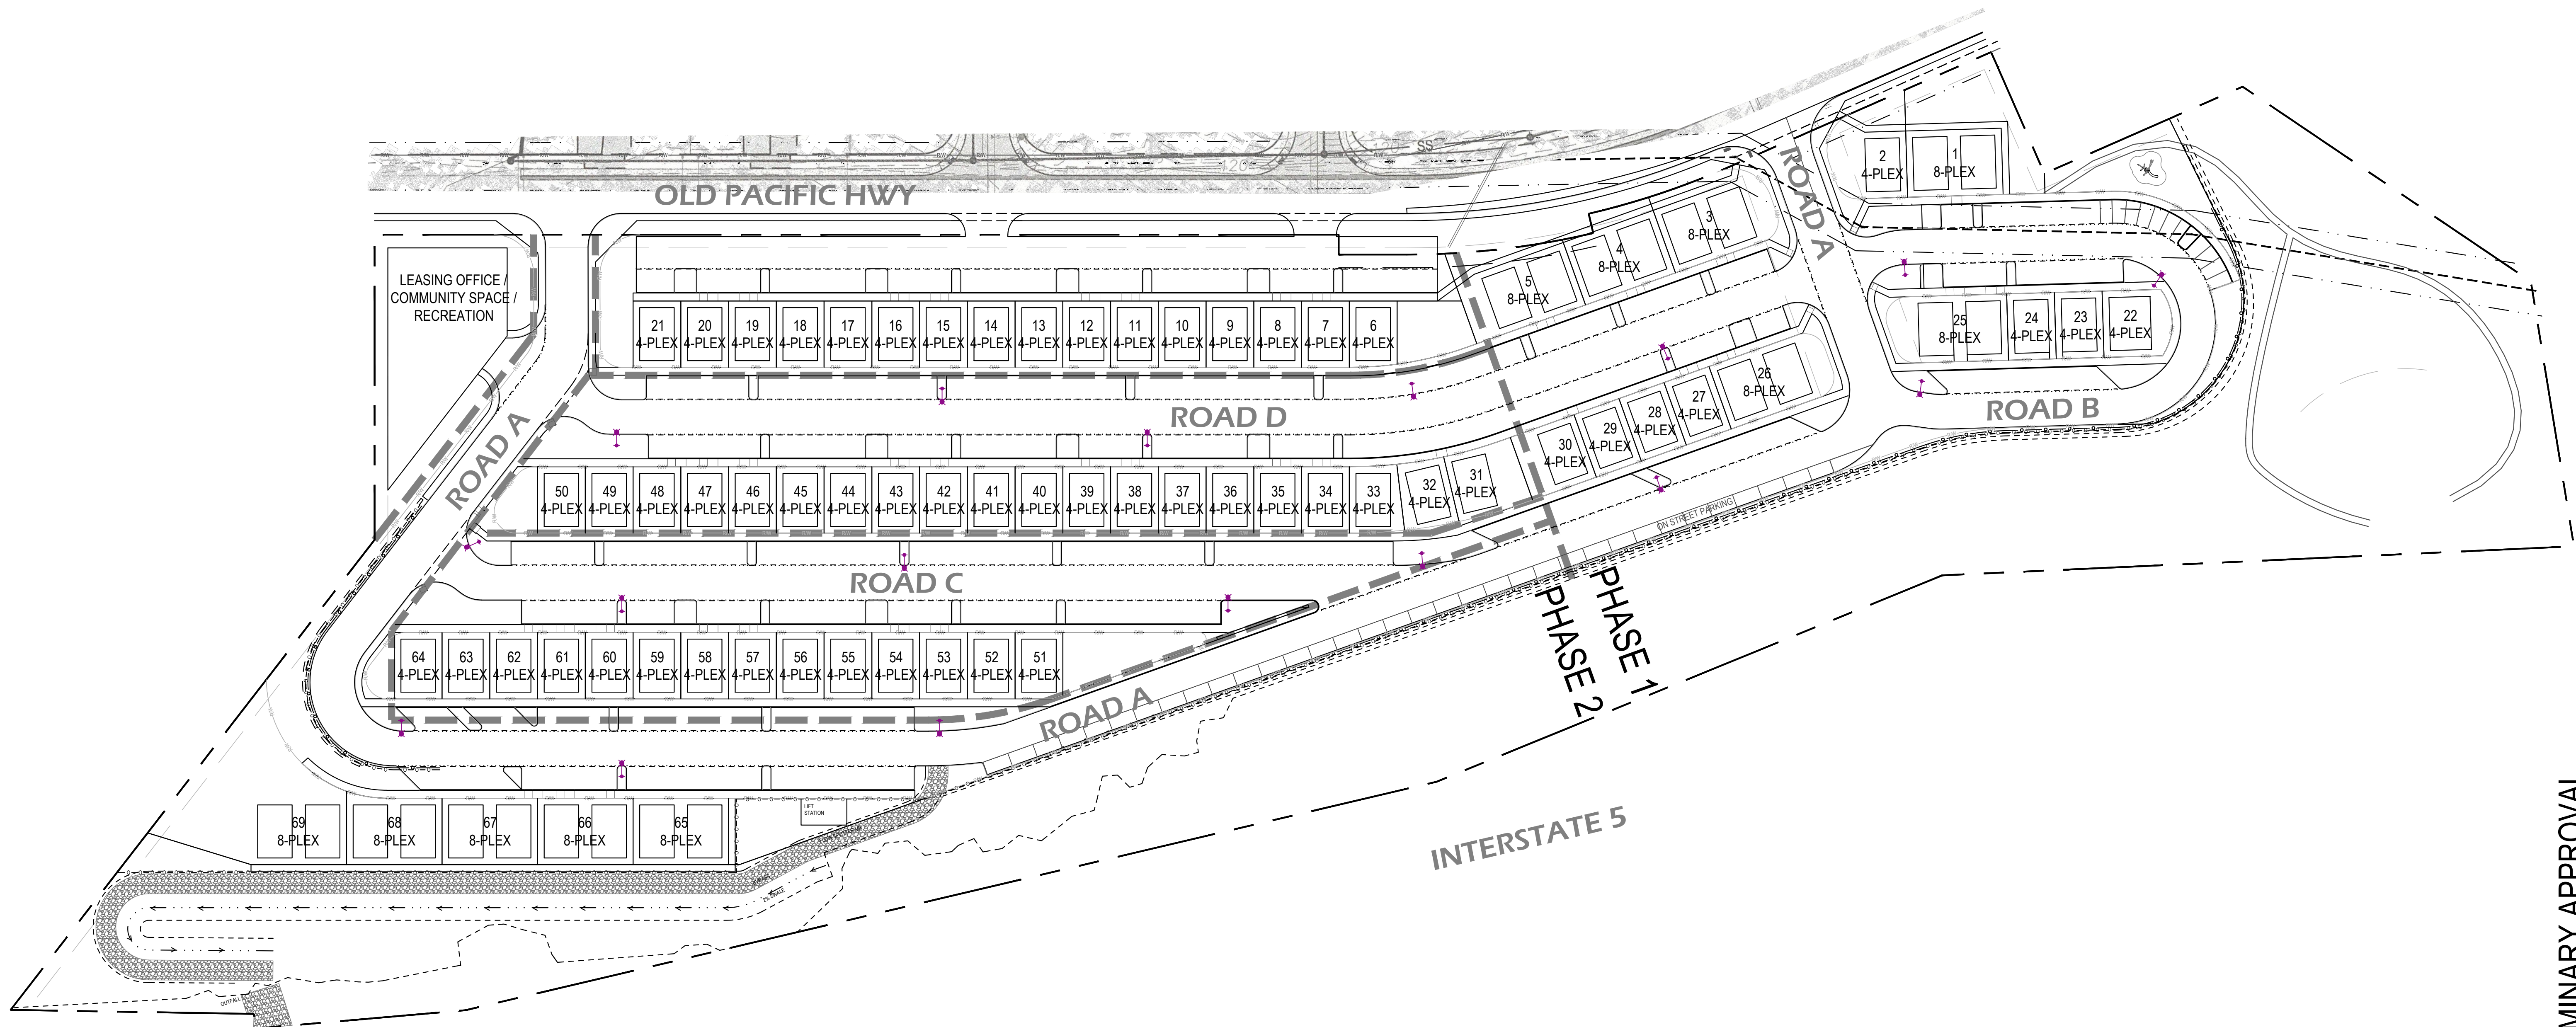 SS
120
OLD PACIFIC HWY
ROAD A
2
4-PLEX
1
8-PLEX
3
8-PLEX
4
8-PLEX
5
8-PLEX
LEASING OFFICE /
COMMUNITY SPACE /
RECREATION
21
4-PLEX
20
4-PLEX
19
4-PLEX
18
4-PLEX
17
4-PLEX
16
4-PLEX
15
4-PLEX
14
4-PLEX
13
4-PLEX
12
4-PLEX
11
4-PLEX
10
4-PLEX
9
4-PLEX
8
4-PLEX
7
4-PLEX
6
4-PLEX
25
8-PLEX
24
4-PLEX
23
4-PLEX
22
4-PLEX
26
8-PLEX
27
4-PLEX
28
4-PLEX
29
4-PLEX
30
4-PLEX
ROAD D
ROAD B
ROAD A
50
4-PLEX
49
4-PLEX
48
4-PLEX
47
4-PLEX
46
4-PLEX
45
4-PLEX
44
4-PLEX
43
4-PLEX
42
4-PLEX
41
4-PLEX
40
4-PLEX
39
4-PLEX
38
4-PLEX
37
4-PLEX
36
4-PLEX
35
4-PLEX
34
4-PLEX
33
4-PLEX
32
4-PLEX
31
4-PLEX
ON STREET PARKING
ROAD C
PHASE 1
PHASE 2
64
4-PLEX
63
4-PLEX
62
4-PLEX
61
4-PLEX
60
4-PLEX
59
4-PLEX
58
4-PLEX
57
4-PLEX
56
4-PLEX
55
4-PLEX
54
4-PLEX
53
4-PLEX
52
4-PLEX
51
4-PLEX
ROAD A
69
8-PLEX
68
8-PLEX
67
8-PLEX
66
8-PLEX
65
8-PLEX
LIFT
STATION
INTERSTATE 5
OUTFALL
MINARY APPROVAL